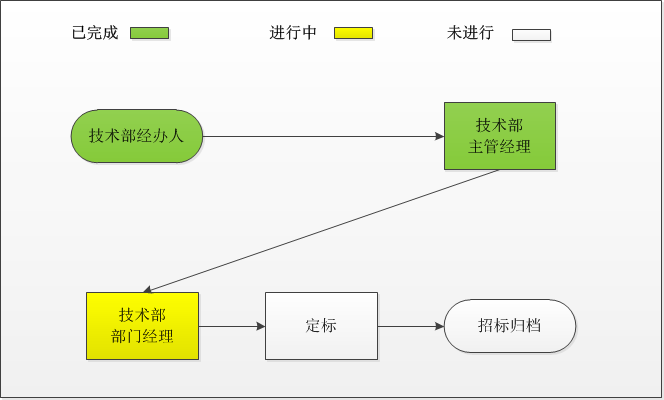 已完成
进行中
未进行
技术部经办人
技术部
主管经理
技术部
部门经理
定标
招标归档